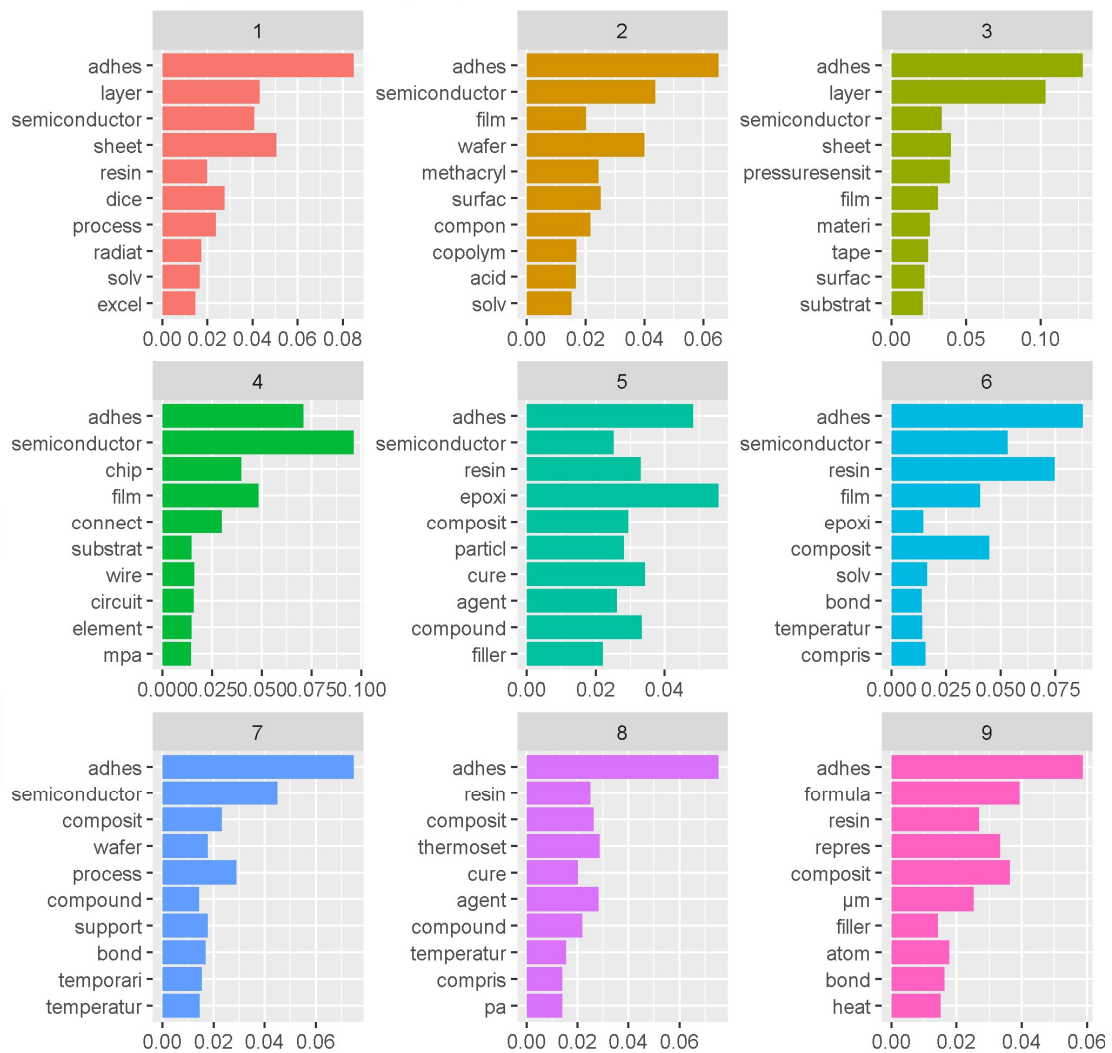 1
adhes
layer
semiconductor
sheet
resin
dice
process
radiat
solv
excel
0.00 0.02 0.04 0.06 0.08
2
adhes
semiconductor
film
wafer
methacryl
surfac
compon
copolym
acid
solv
0.00 0.02 0.04 0.06
3
adhes
layer
semiconductor
sheet
pressuresensit
film
materi
tape
surfac
substrat
0.00 0.05 0.10
4
adhes
semiconductor
chip
film
connect
substrat
wire
circuit
element
mpa
0.000 0.025 0.050 0.075 0.100
5
adhes
semiconductor
resin
epoxi
composit
particl
cure
agent
compound
filler
0.00 0.02 0.04
6
adhes
semiconductor
resin
film
epoxi
composit
solv
bond
temperatur
compris
0.000 0.025 0.050 0.075
7
adhes
semiconductor
composit
wafer
process
compound
support
bond
temporari
temperatur
0.00 0.02 0.04 0.06
8
adhes
resin
composit
thermoset
cure
agent
compound
temperatur
compris
pa
0.00 0.02 0.04 0.06
9
adhes
formula
resin
repres
composit
µm
filler
atom
bond
heat
0.00 0.02 0.04 0.06